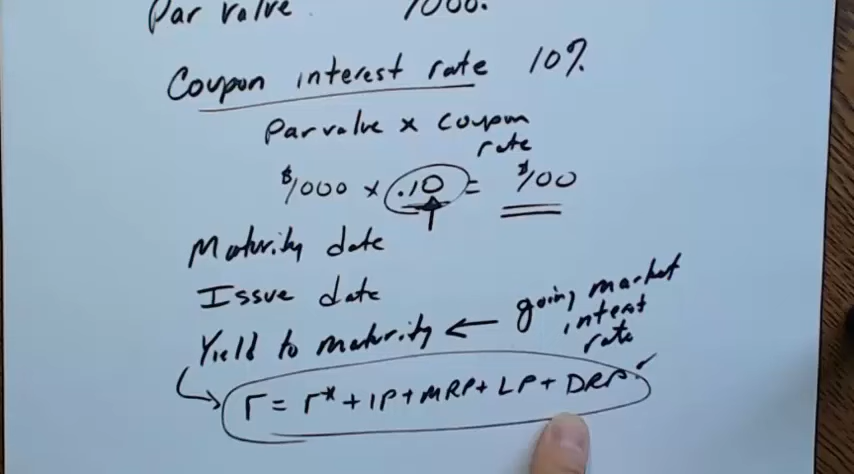 Par value 1000.
Coupon interest rate 10%
Par value x coupon rate
$1000 x .10 = $100
Maturity date
Issue date
Yield to maturity ← going market interest rate
r = r* + IP + MRP + LP + DRP